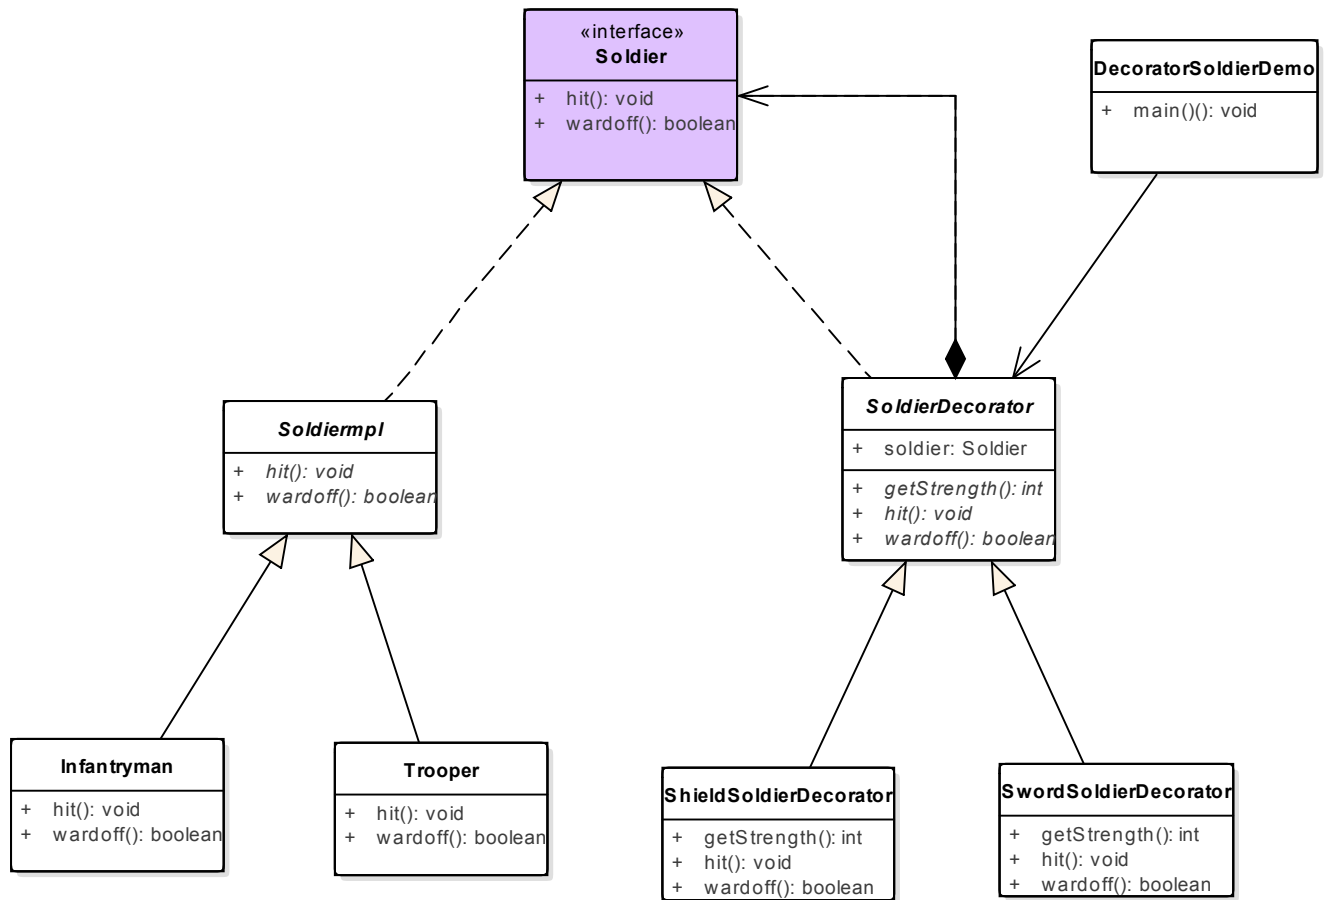 «interface»
Soldier
+ hit(): void
+ wardoff(): boolean
DecoratorSoldierDemo
+ main()(): void
Soldiermpl
+ hit(): void
+ wardoff(): boolean
SoldierDecorator
+ soldier: Soldier
+ getStrength(): int
+ hit(): void
+ wardoff(): boolean
Infantryman
+ hit(): void
+ wardoff(): boolean
Trooper
+ hit(): void
+ wardoff(): boolean
ShieldSoldierDecorator
+ getStrength(): int
+ hit(): void
+ wardoff(): boolean
SwordSoldierDecorator
+ getStrength(): int
+ hit(): void
+ wardoff(): boolean